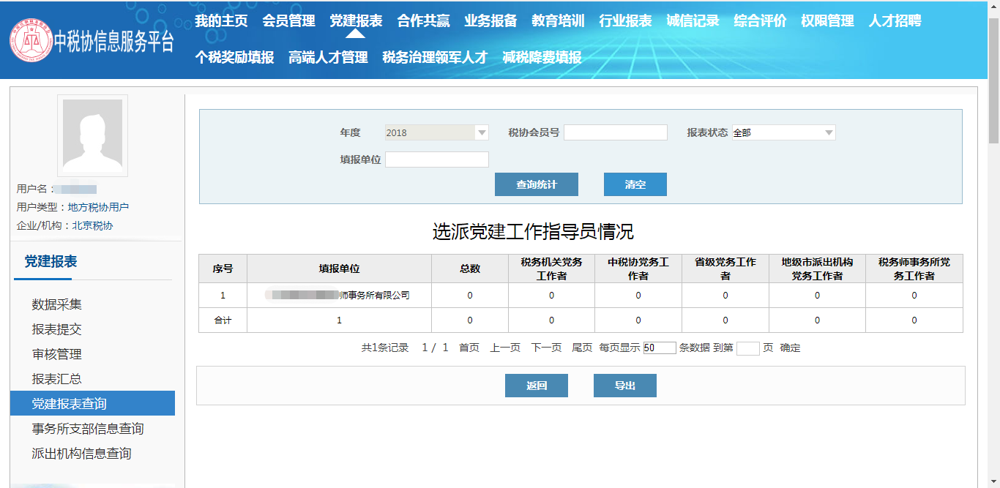 中税协信息服务平台
我的主页 会员管理 党建报表 合作共赢 业务报备 教育培训 行业报表 诚信记录 综合评价 权限管理 人才招聘
个税奖励填报 高端人才管理 税务治理领军人才 减税降费填报
用户名：
用户类型：地方税协用户
企业/机构：北京税协
党建报表
数据采集
报表提交
审核管理
报表汇总
党建报表查询
事务所支部信息查询
派出机构信息查询
年度 2018 税协会员号 报表状态 全部
填报单位
查询统计 清空
选派党建工作指导员情况
序号 填报单位 总数 税务机关党务工作者 中税协党务工作者 省级党务工作者 地级市派出机构党务工作者 税务师事务所党务工作者
1 师事务所有限公司 0 0 0 0 0 0
合计 1 0 0 0 0 0 0
共1条记录 1 / 1 首页 上一页 下一页 尾页 每页显示 50 条数据 到第 页 确定
返回 导出